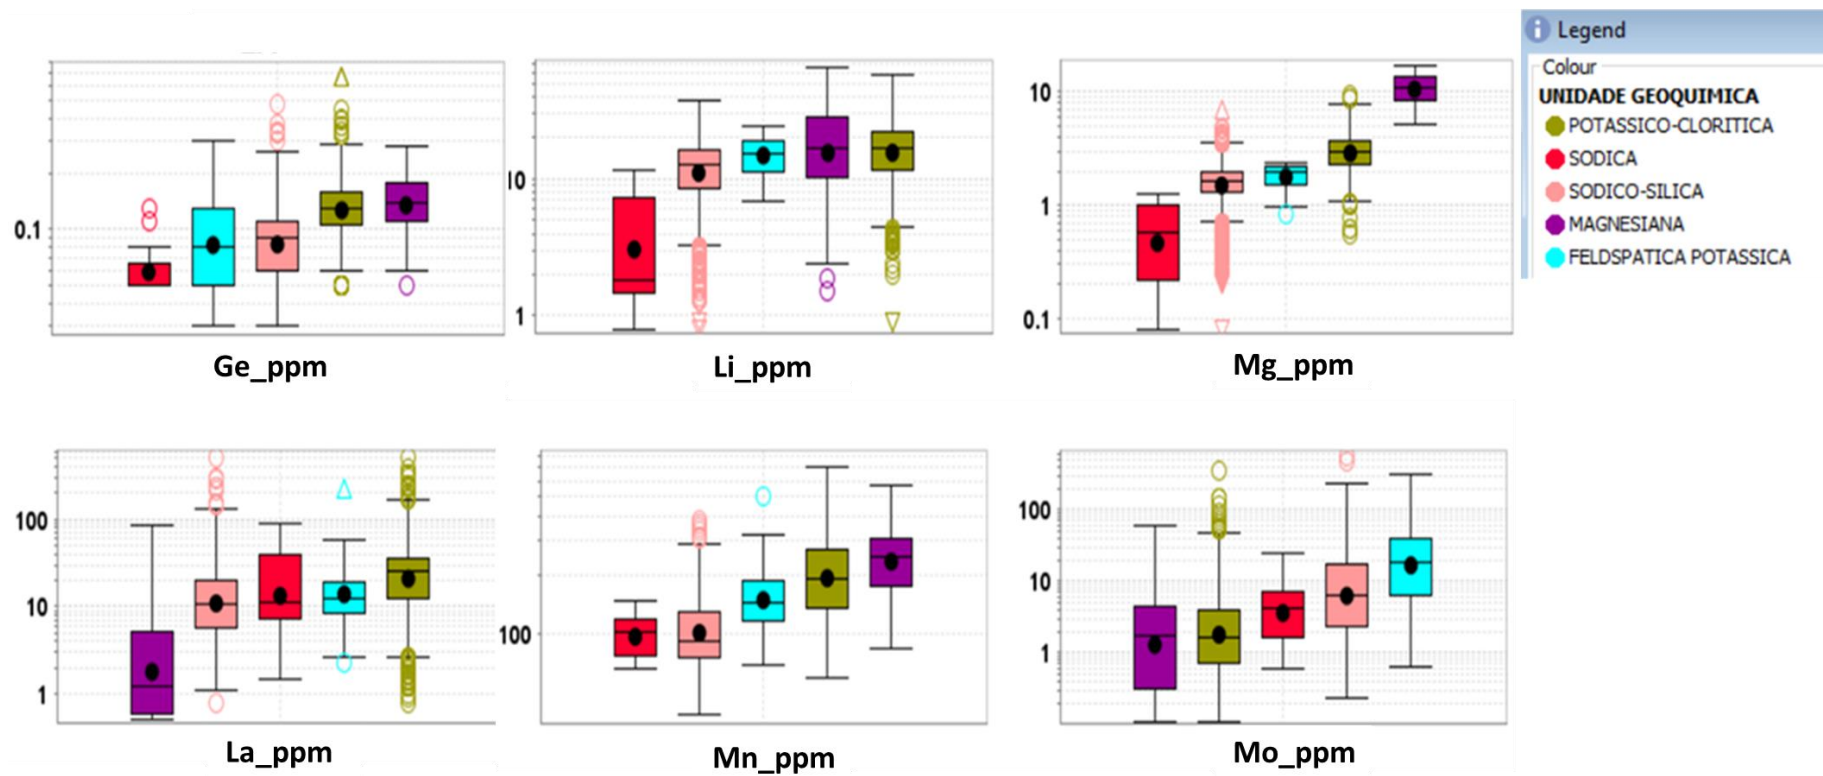 Legend
Colour
UNIDADE GEOQUIMICA
POTASSICO-CLORITICA
SODICA
SODICO-SILICA
MAGNESIANA
FELDSPATICA POTASSICA
0.1
Ge_ppm
10
1
Li_ppm
10
1
0.1
Mg_ppm
100
10
1
La_ppm
100
Mn_ppm
100
10
1
Mo_ppm